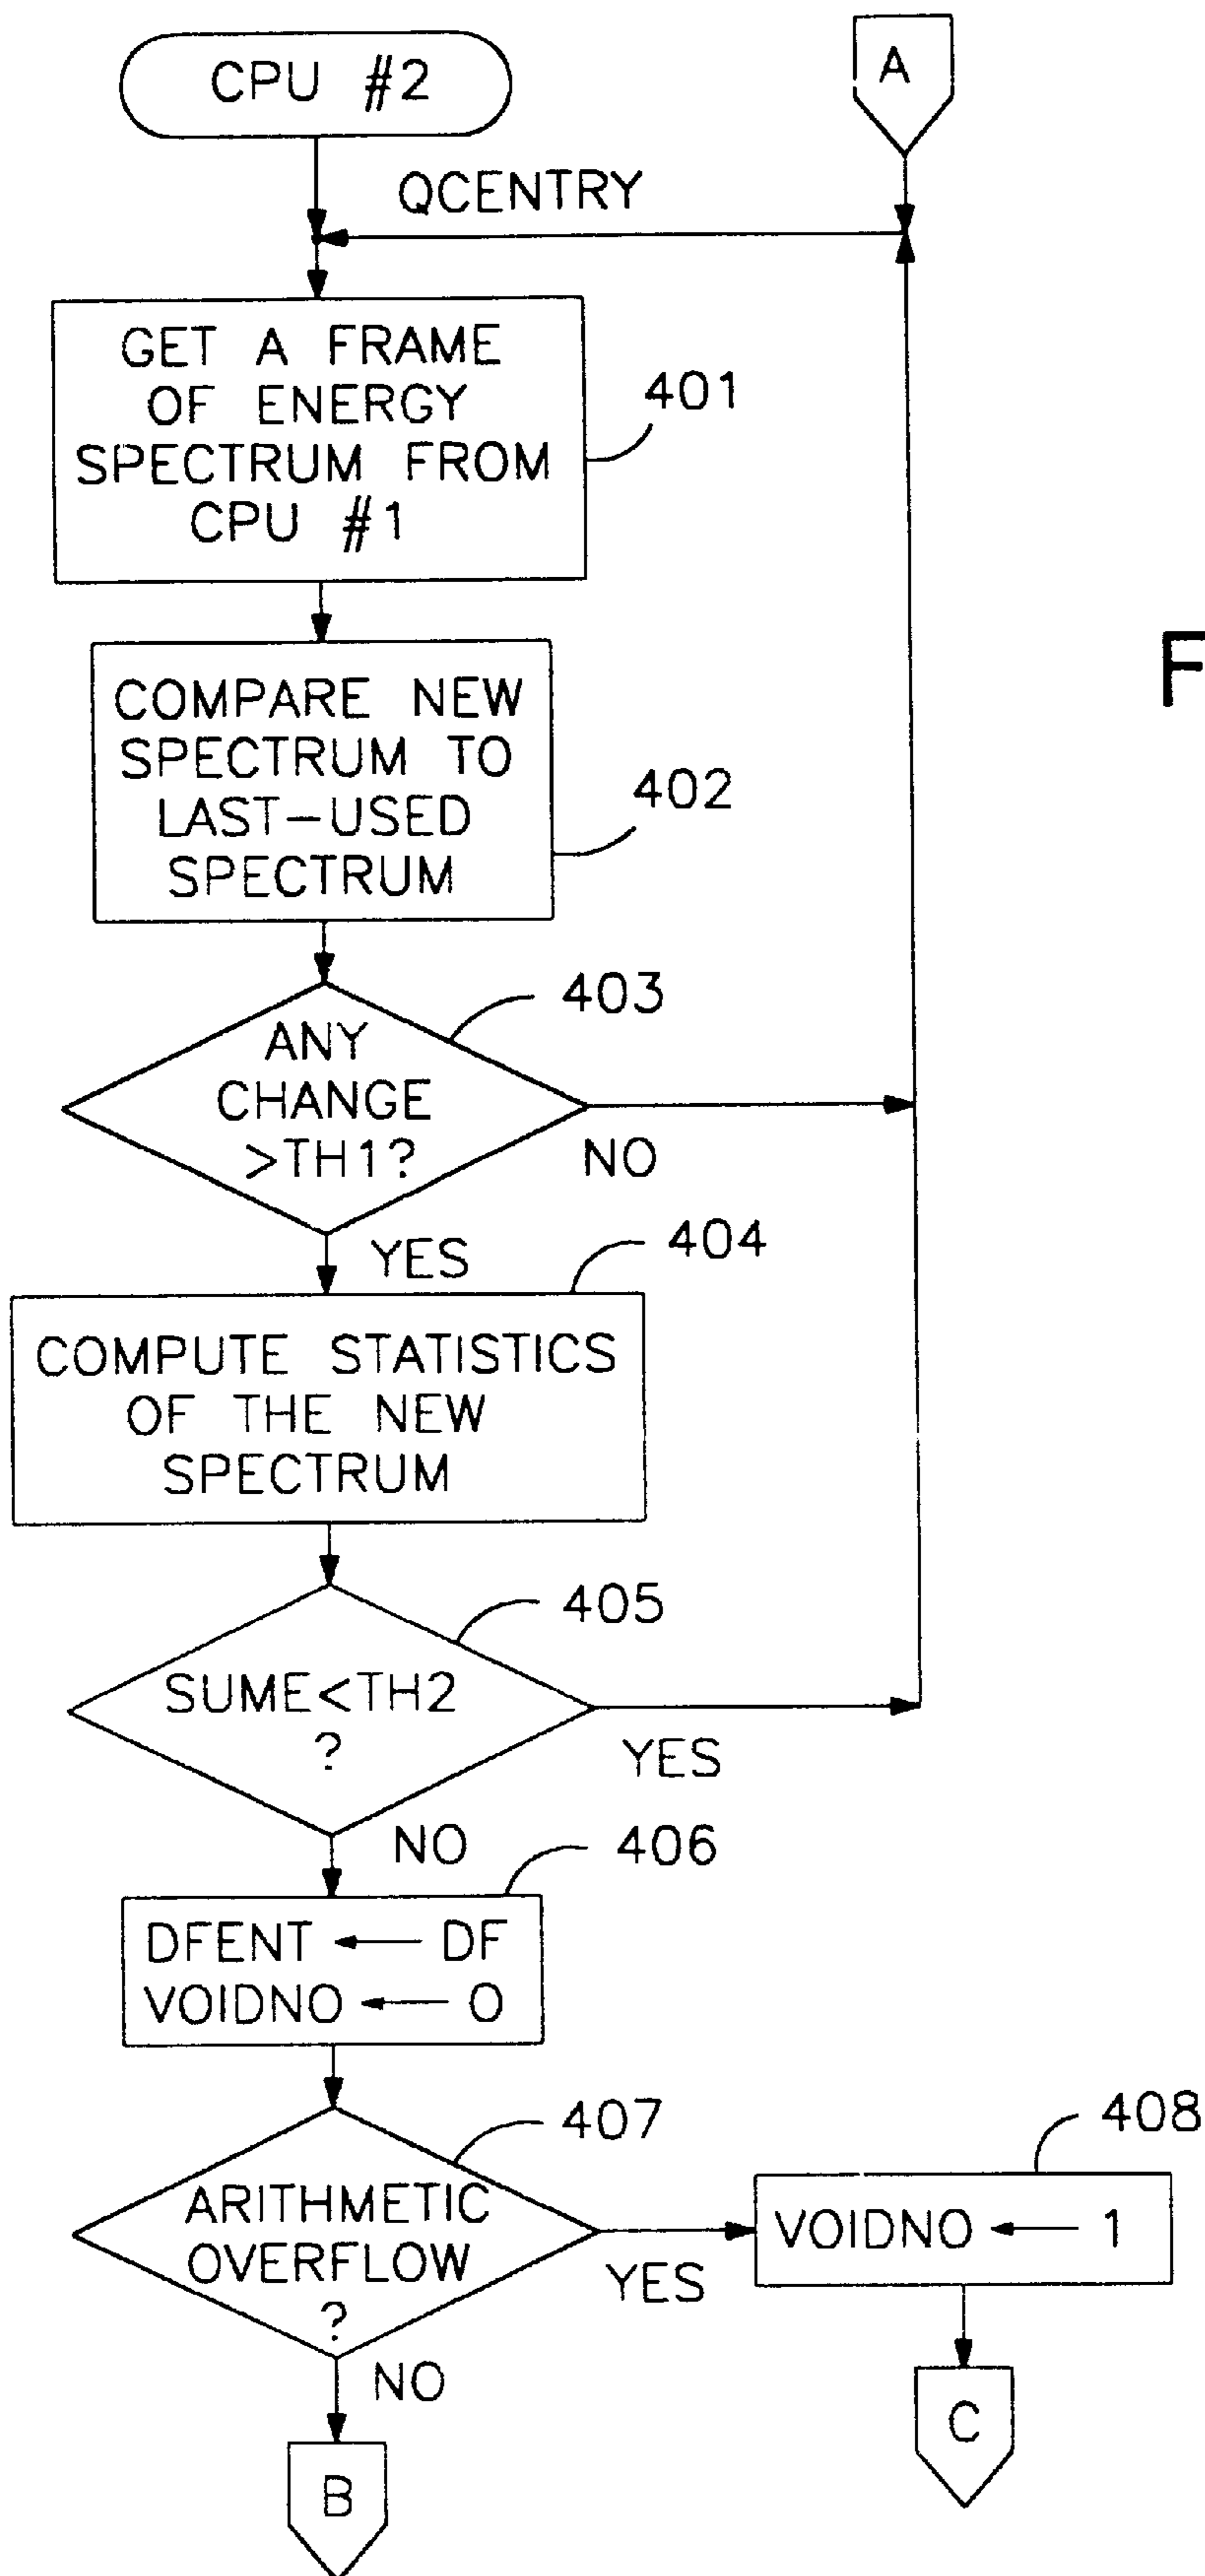 CPU #2
A
QCENTRY
GET A FRAME
OF ENERGY
SPECTRUM FROM
CPU #1
401
F
COMPARE NEW
SPECTRUM TO
LAST-USED
SPECTRUM
402
403
ANY
CHANGE
>TH1?
NO
YES
404
COMPUTE STATISTICS
OF THE NEW
SPECTRUM
405
SUME<TH2
?
YES
NO
406
DFENT ← DF
VOIDNO ← 0
407
ARITHMETIC
OVERFLOW
?
YES
408
VOIDNO ← 1
NO
C
B